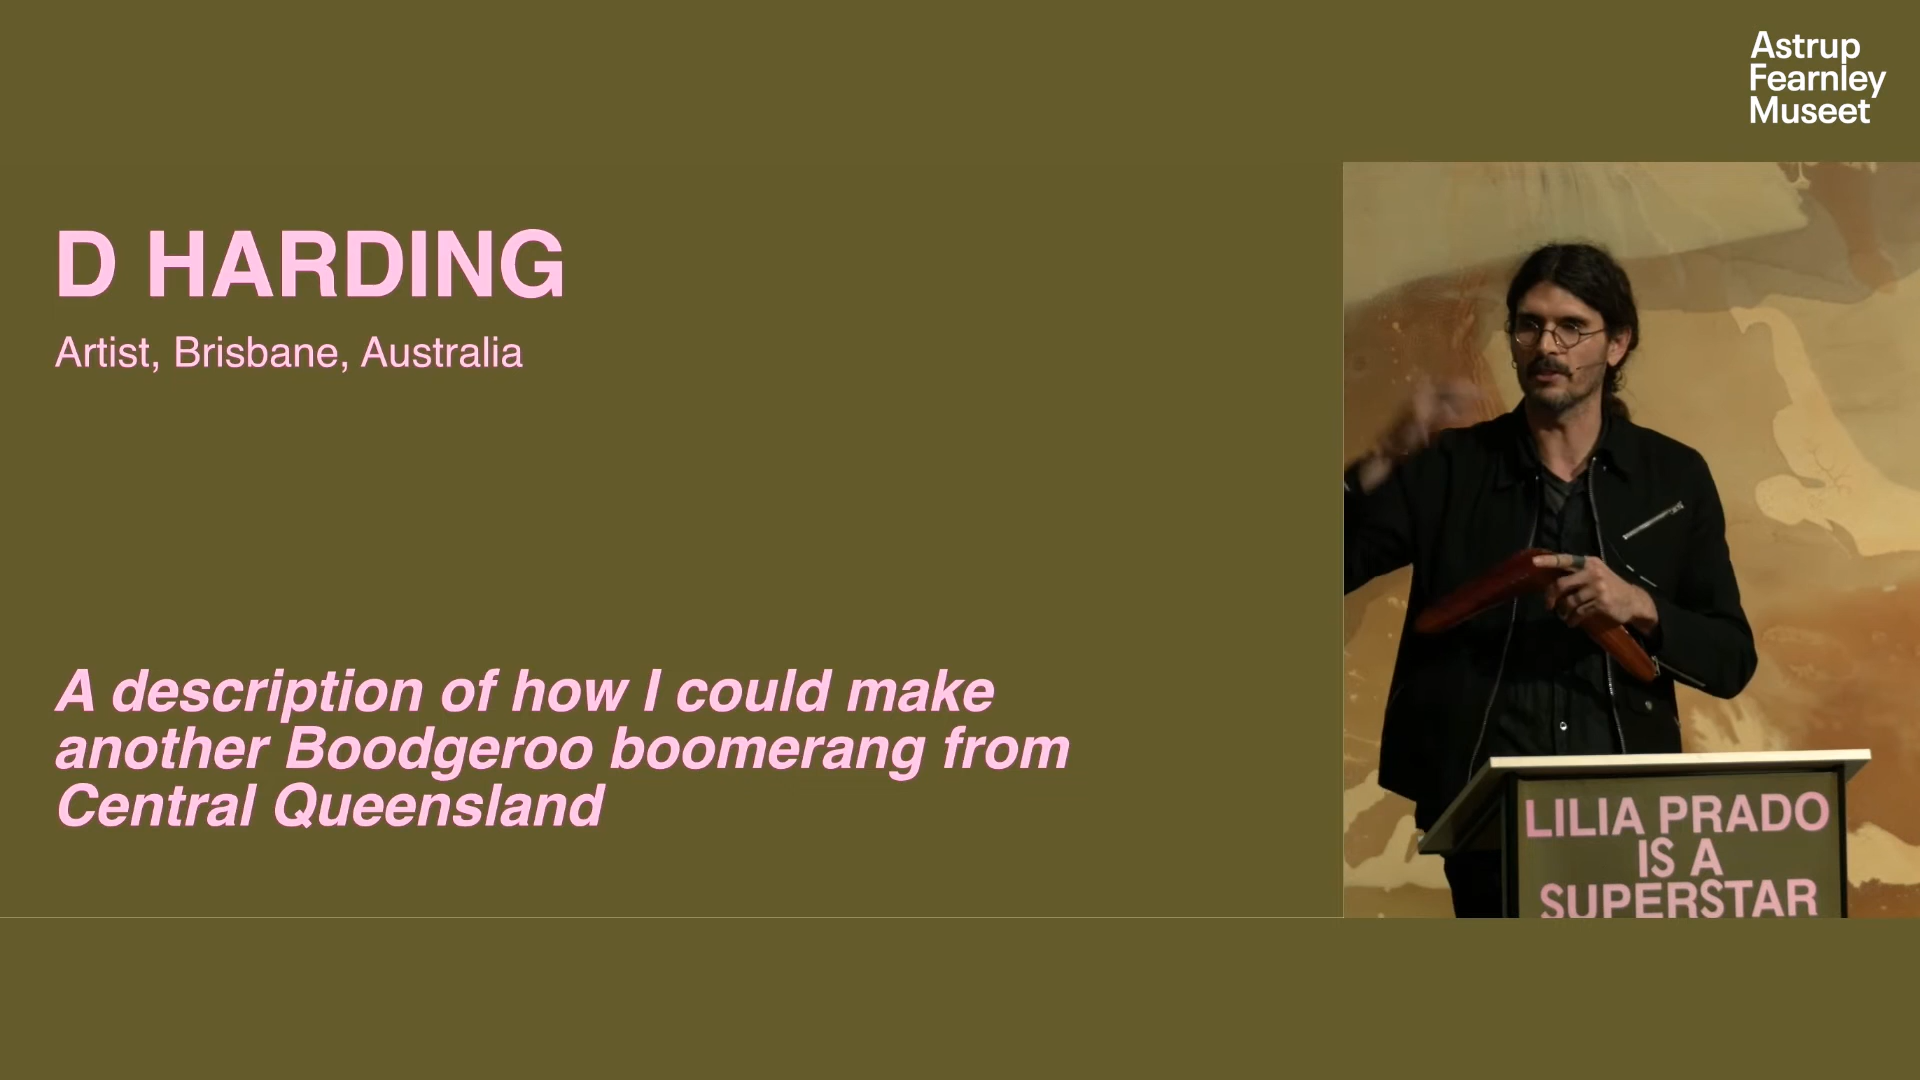 Astrup
Fearnley
Museet
D HARDING
Artist, Brisbane, Australia
A description of how I could make
another Boodgeroo boomerang from
Central Queensland
LILIA PRADO
IS A
SUPERSTAR